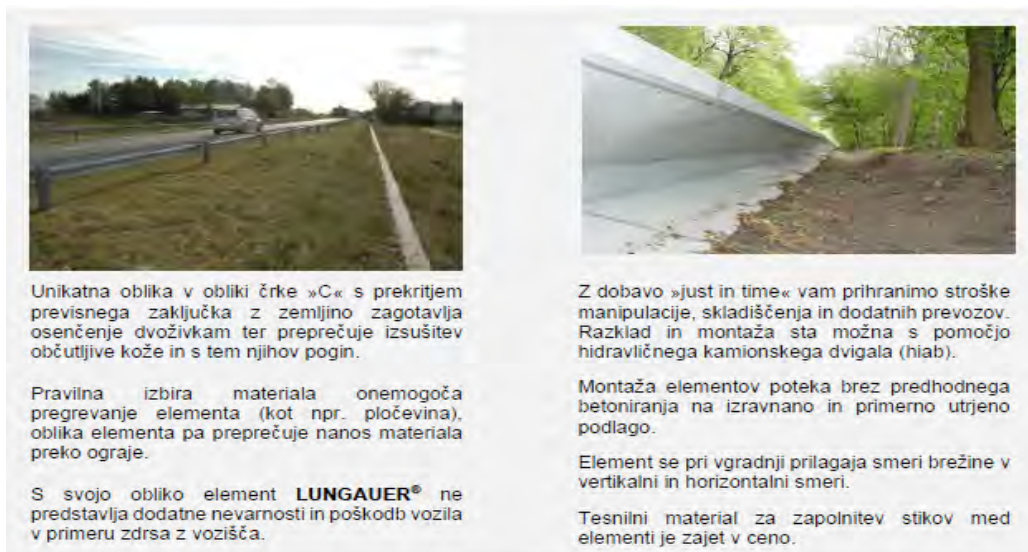 Unikatna oblika v obliki črke »C« s prekritjem
previsnega zaključka z zemljino zagotavlja
osenčenje dvoživkam ter preprečuje izsušitev
občutljive kože in s tem njihov pogin.
Pravilna izbira materiala onemogoča
pregrevanje elementa (kot npr. pločevina),
oblika elementa pa preprečuje nanos materiala
preko ograje.
S svojo obliko element LUNGAUER® ne
predstavlja dodatne nevarnosti in poškodb vozila
v primeru zdrsa z vozišča.
Z dobavo »just in time« vam prihranimo stroške
manipulacije, skladiščenja in dodatnih prevozov.
Razklad in montaža sta možna s pomočjo
hidravličnega kamionskega dvigala (hiab).
Montaža elementov poteka brez predhodnega
betoniranja na izravnano in primerno utrjeno
podlago.
Element se pri vgradnji prilagaja smeri brežine v
vertikalni in horizontalni smeri.
Tesnilni material za zapolnitev stikov med
elementi je zajet v ceno.